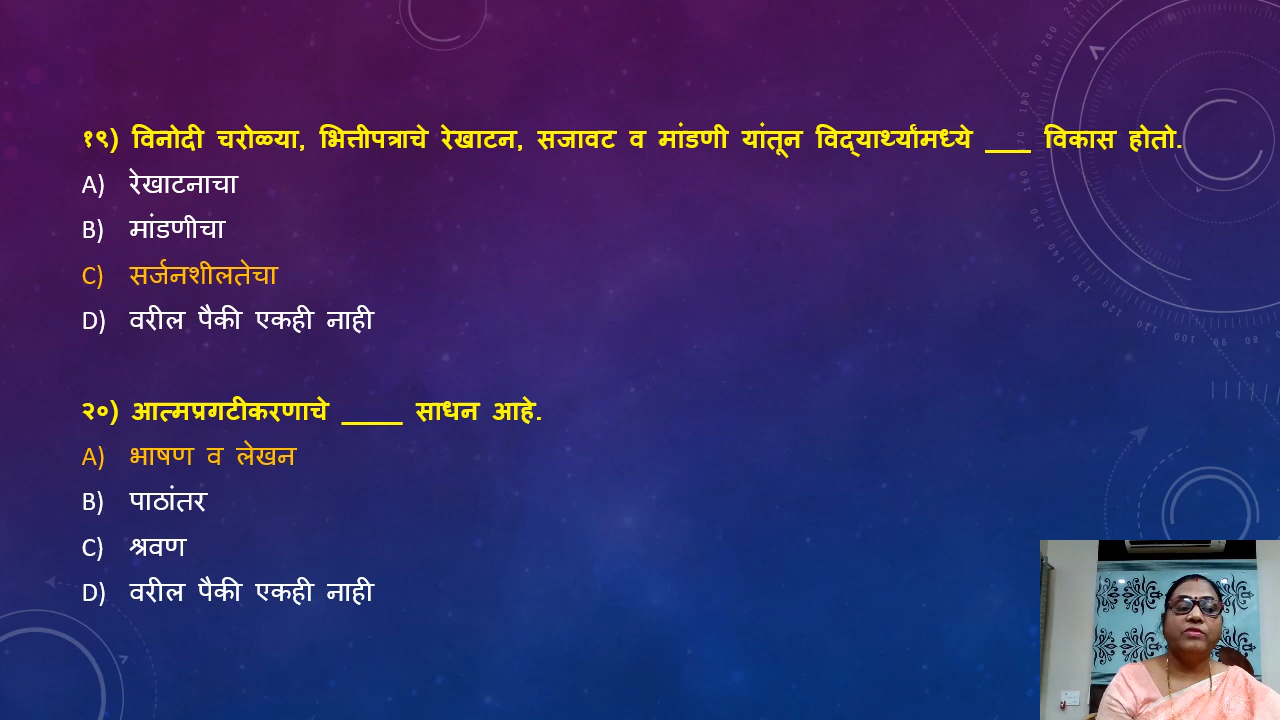 १९) विनोदी चरोळ्या, भित्तीपत्राचे रेखाटन, सजावट व मांडणी यांतून विद्यार्थ्यांमध्ये ____ विकास होतो.
A) रेखाटनाचा
B) मांडणीचा
C) सर्जनशीलतेचा
D) वरील पैकी एकही नाही
२०) आत्मप्रगटीकरणाचे _____ साधन आहे.
A) भाषण व लेखन
B) पाठांतर
C) श्रवण
D) वरील पैकी एकही नाही